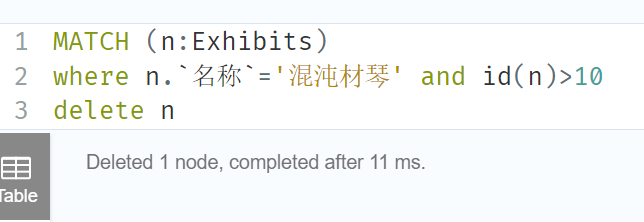 1 MATCH (n:Exhibits)
2 where n.`名称`='混沌材琴' and id(n)>10
3 delete n
Deleted 1 node, completed after 11 ms.
Table